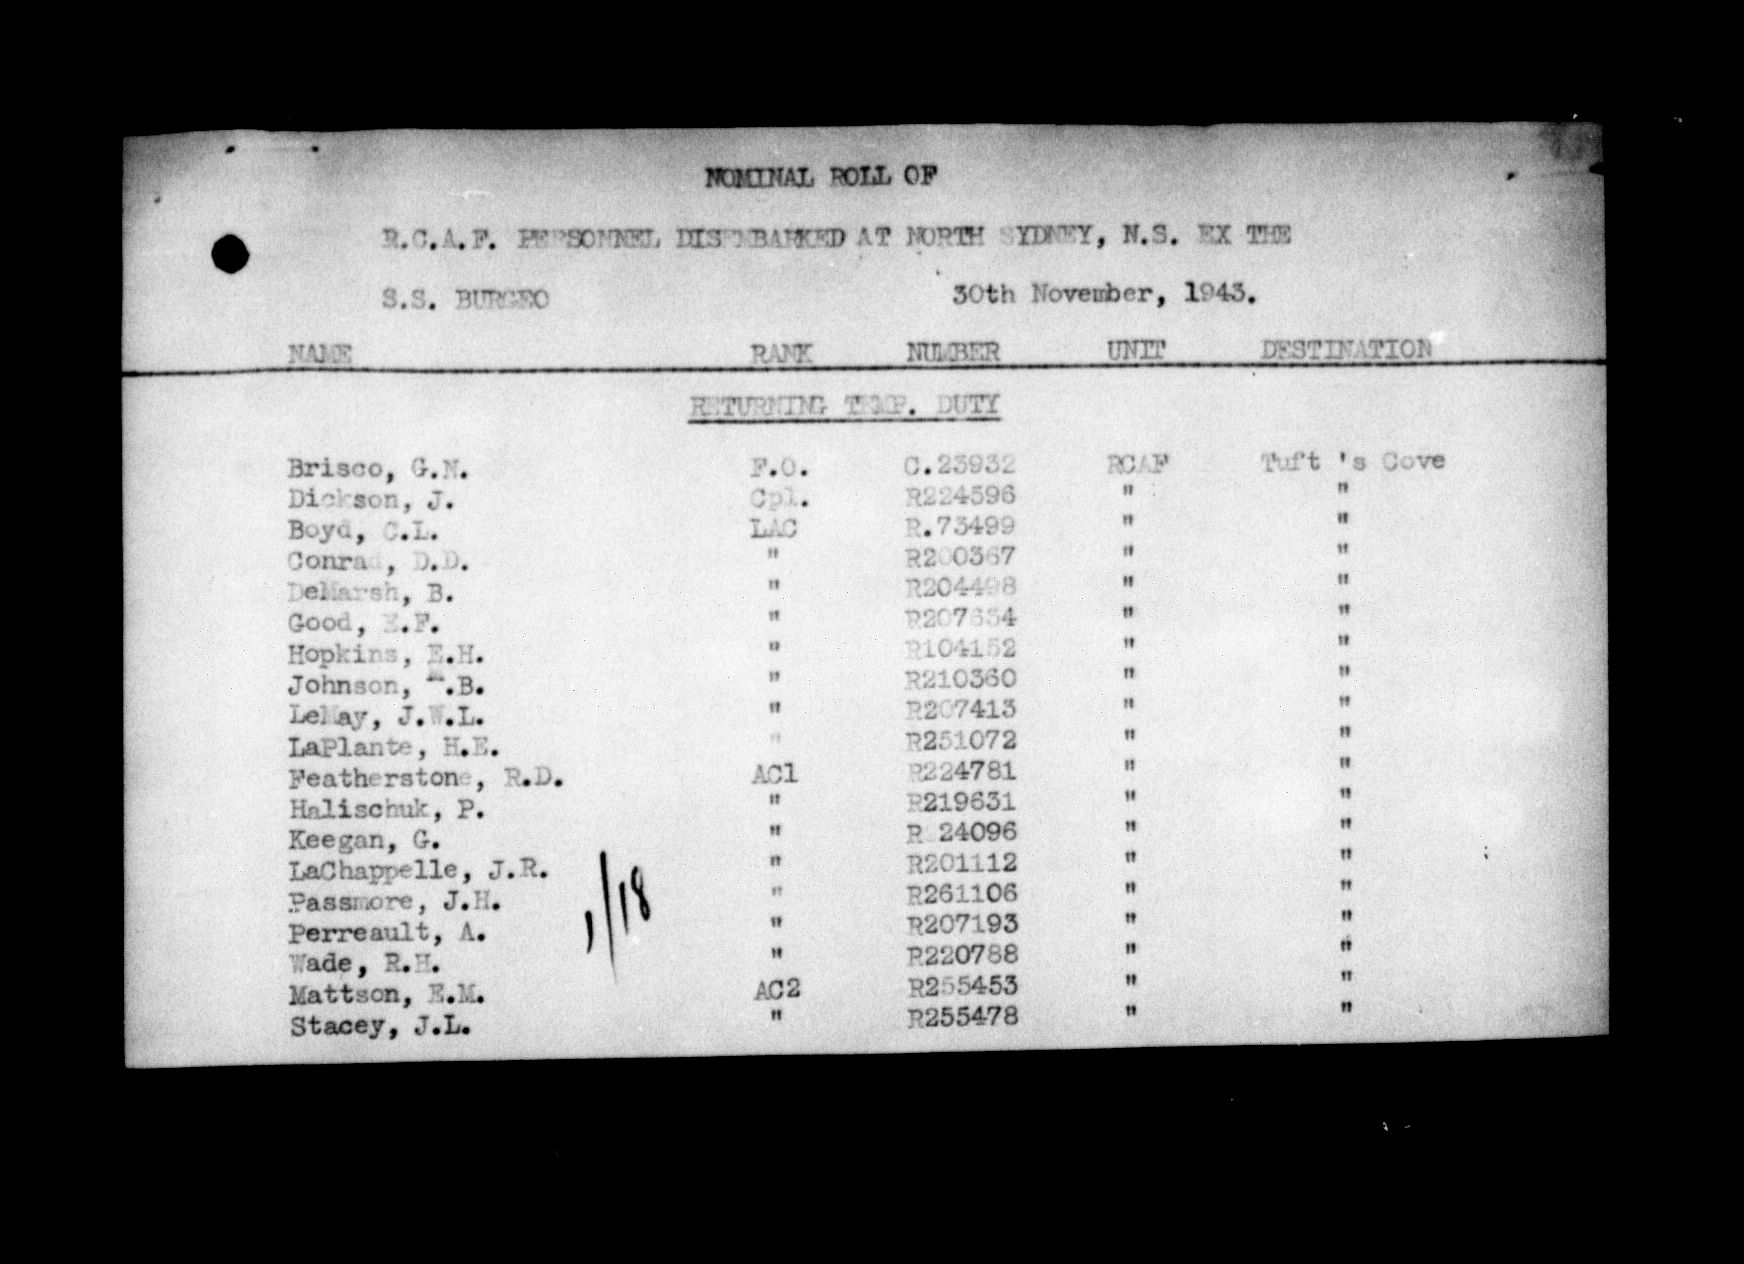 NOMINAL ROLL OF
R.C.A.F. PERSONNEL DISEMBARKED AT NORTH SYDNEY, N.S. EX THE
S.S. BURGEO 30th November, 1943.
NAME RANK NUMBER UNIT DESTINATION
RETURNING TEMP. DUTY
Brisco, G.N. F.O. C.23932 RCAF Tuft 's Cove
Dickson, J. Cpl. R224596 " "
Boyd, C.L. LAC R.73499 " "
Conrad, D.D. " R200367 " "
DeMarsh, B. " R204498 " "
Good, E.F. " " "
Hopkins, E.H. " R104152 " "
Johnson, " R210360 " "
LeMay, J.W.L. " R207413 " "
LaPlante, H.E. " R251072 " "
Featherstone, R.D. AC1 R224781 " "
Halischuk, P. " R219631 " "
Keegan, G. " R 24096 " "
LaChappelle, J.R. " R201112 " "
Passmore, J.H. " R261106 " "
Perreault, A. " R207193 " "
Wade, R.H. " R220788 " "
Mattson, E.M. AC2 R255453 " "
Stacey, J.L. " R255478 " "
1/18